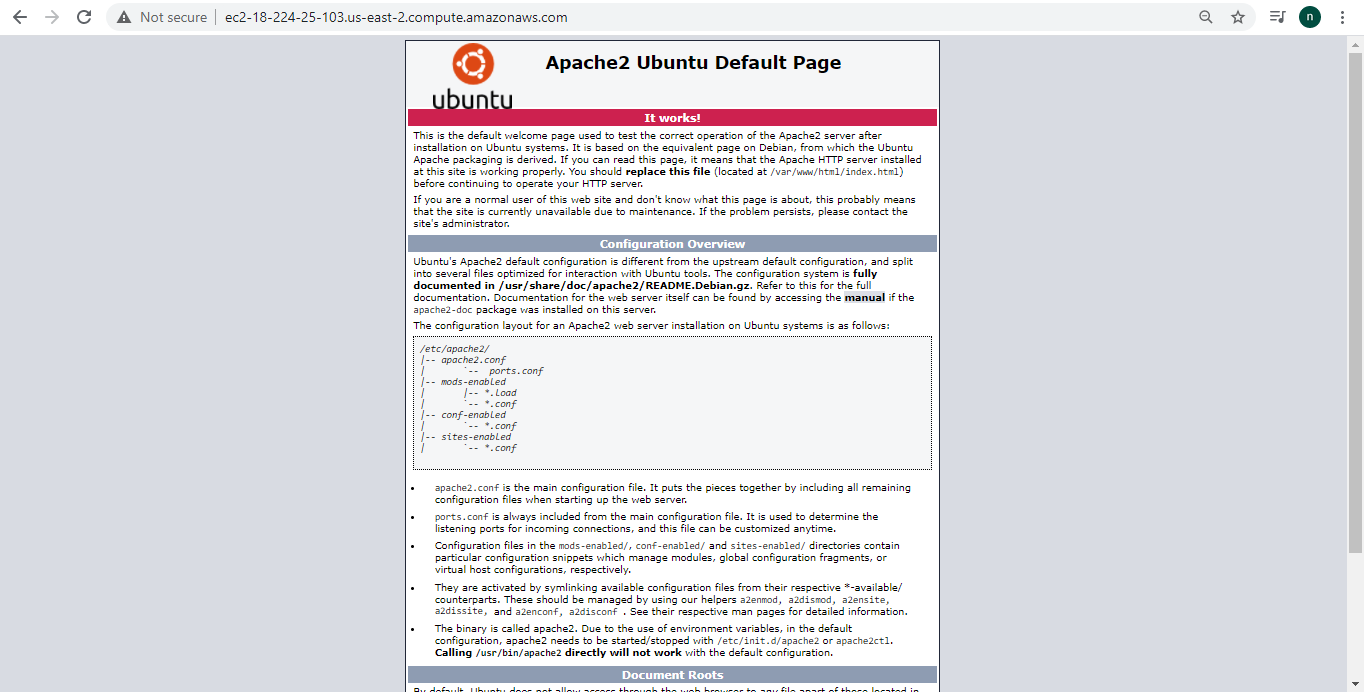 Not secure | ec2-18-224-25-103.us-east-2.compute.amazonaws.com
n
ubuntu
Apache2 Ubuntu Default Page
It works!
This is the default welcome page used to test the correct operation of the Apache2 server after
installation on Ubuntu systems. It is based on the equivalent page on Debian, from which the Ubuntu
Apache packaging is derived. If you can read this page, it means that the Apache HTTP server installed
at this site is working properly. You should replace this file (located at /var/www/html/index.html)
before continuing to operate your HTTP server.
If you are a normal user of this web site and don't know what this page is about, this probably means
that the site is currently unavailable due to maintenance. If the problem persists, please contact the
site's administrator.
Configuration Overview
Ubuntu's Apache2 default configuration is different from the upstream default configuration, and split
into several files optimized for interaction with Ubuntu tools. The configuration system is fully
documented in /usr/share/doc/apache2/README.Debian.gz. Refer to this for the full
documentation. Documentation for the web server itself can be found by accessing the manual if the
apache2-doc package was installed on this server.
The configuration layout for an Apache2 web server installation on Ubuntu systems is as follows:
/etc/apache2/
|-- apache2.conf
|       `--  ports.conf
|-- mods-enabled
|       |-- *.load
|       `-- *.conf
|-- conf-enabled
|       `-- *.conf
|-- sites-enabled
|       `-- *.conf
• apache2.conf is the main configuration file. It puts the pieces together by including all remaining
configuration files when starting up the web server.
• ports.conf is always included from the main configuration file. It is used to determine the
listening ports for incoming connections, and this file can be customized anytime.
• Configuration files in the mods-enabled/, conf-enabled/ and sites-enabled/ directories contain
particular configuration snippets which manage modules, global configuration fragments, or
virtual host configurations, respectively.
• They are activated by symlinking available configuration files from their respective *-available/
counterparts. These should be managed by using our helpers a2enmod, a2dismod, a2ensite,
a2dissite, and a2enconf, a2disconf . See their respective man pages for detailed information.
• The binary is called apache2. Due to the use of environment variables, in the default
configuration, apache2 needs to be started/stopped with /etc/init.d/apache2 or apache2ctl.
Calling /usr/bin/apache2 directly will not work with the default configuration.
Document Roots
By default, Ubuntu does not allow access through the web browser to any file apart of those located in